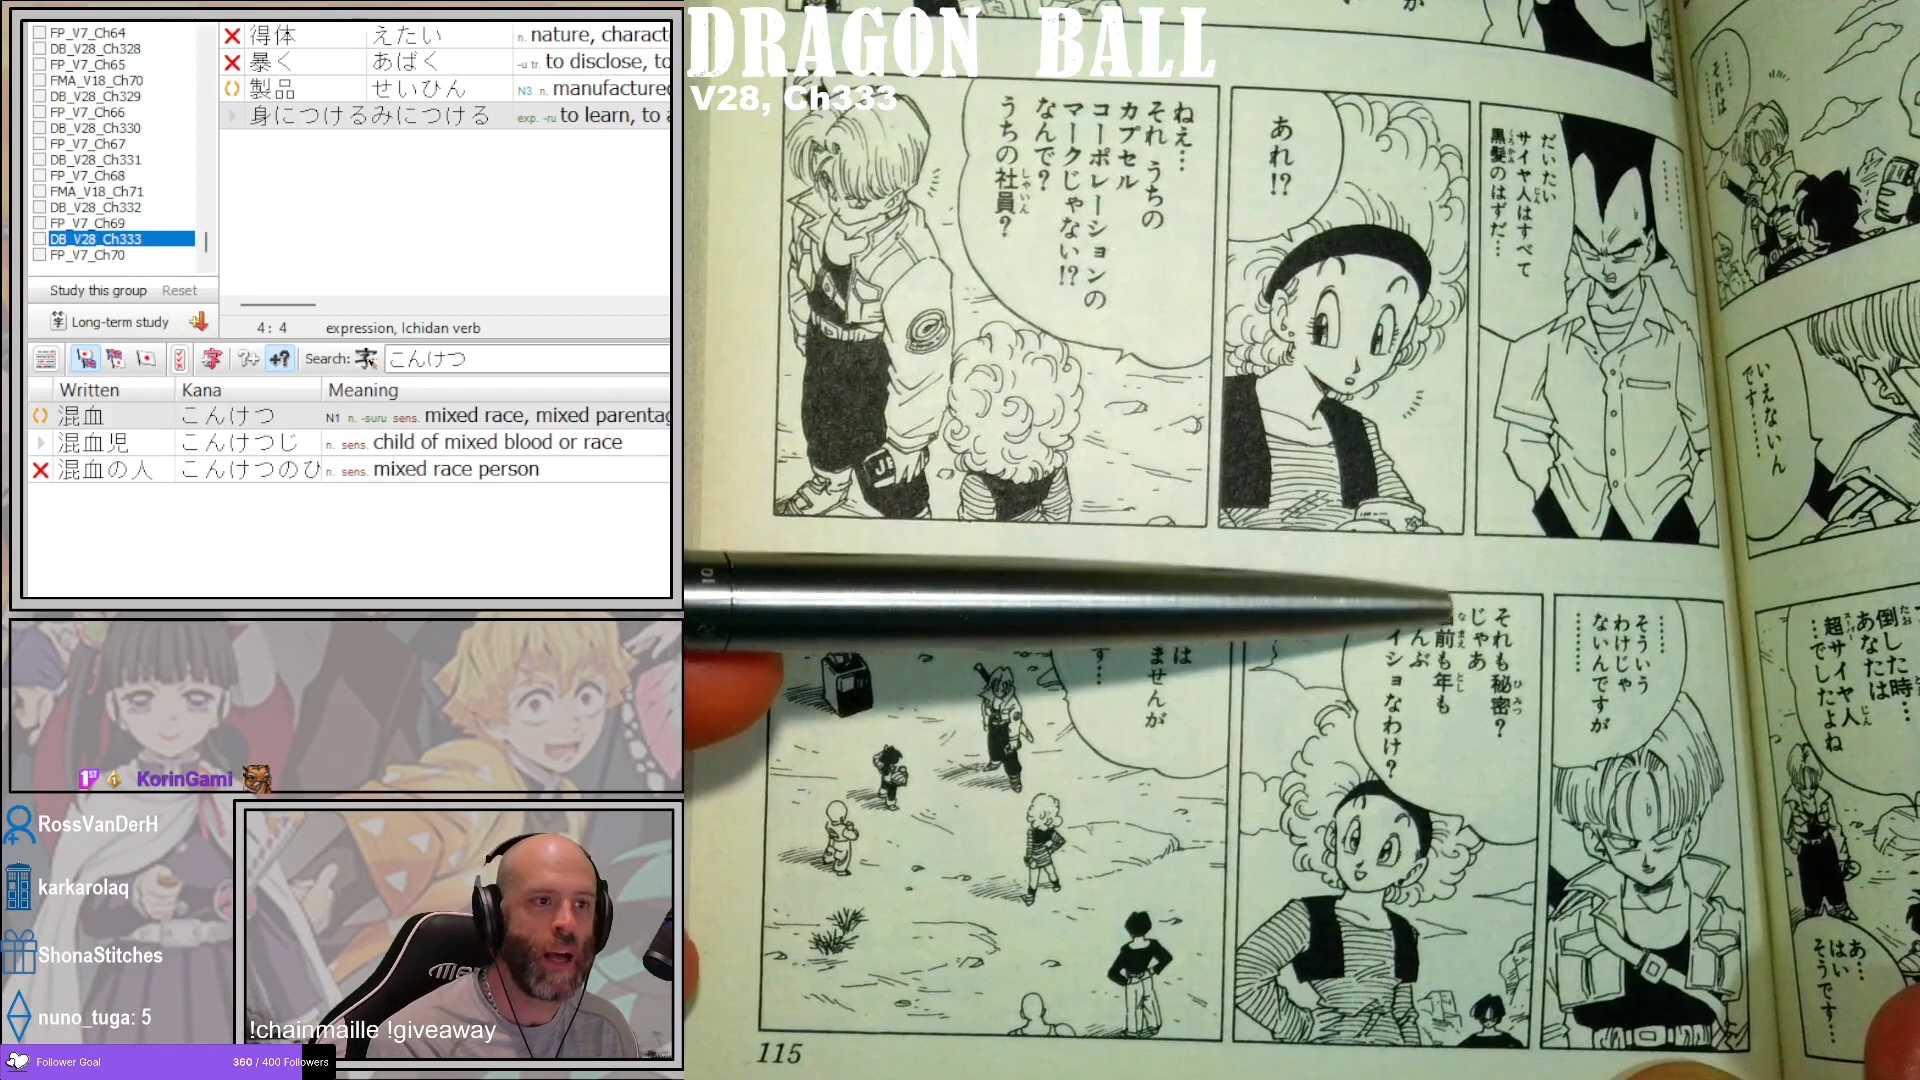 FP_V7_Ch64
DB_V28_Ch328
FP_V7_Ch65
FMA_V18_Ch70
DB_V28_Ch329
FP_V7_Ch66
DB_V28_Ch330
FP_V7_Ch67
DB_V28_Ch331
FP_V7_Ch68
FMA_V18_Ch71
DB_V28_Ch332
FP_V7_Ch69
DB_V28_Ch333
FP_V7_Ch70
Study this group Reset
Long-term study
得体 えたい n. nature, charact
暴く あばく -u tr. to disclose, to
製品 せいひん N3 n. manufactured
身につける みにつける exp. -ru to learn, to a
4: 4 expression, Ichidan verb
Search: こんけつ
Written Kana Meaning
混血 こんけつ N1 n. -suru sens. mixed race, mixed parentag
混血児 こんけつじ n. sens. child of mixed blood or race
混血の人 こんけつのひ n. sens. mixed race person
1ST KorinGami
RossVanDerH
karkarolaq
ShonaStitches
nuno_tuga: 5
!chainmaille !giveaway
Follower Goal 360 / 400 Followers
DRAGON BALL
V28, Ch333
それは
いえないん
です……
だいたい
サイヤ人はすべて
黒髪のはずだ…
あれ!?
ねえ…
それ うちの
カプセル
コーポレーションの
マークじゃない!?
なんで?
うちの社員?
倒した時…
あなたは
超サイヤ人
…でしたよね
あ…
はい
そうです…
……
そういう
わけじゃ
ないんですが
……
それも秘密?
じゃあ
前も年も
んぶ
イショなわけ?
は
ませんが
す…
115